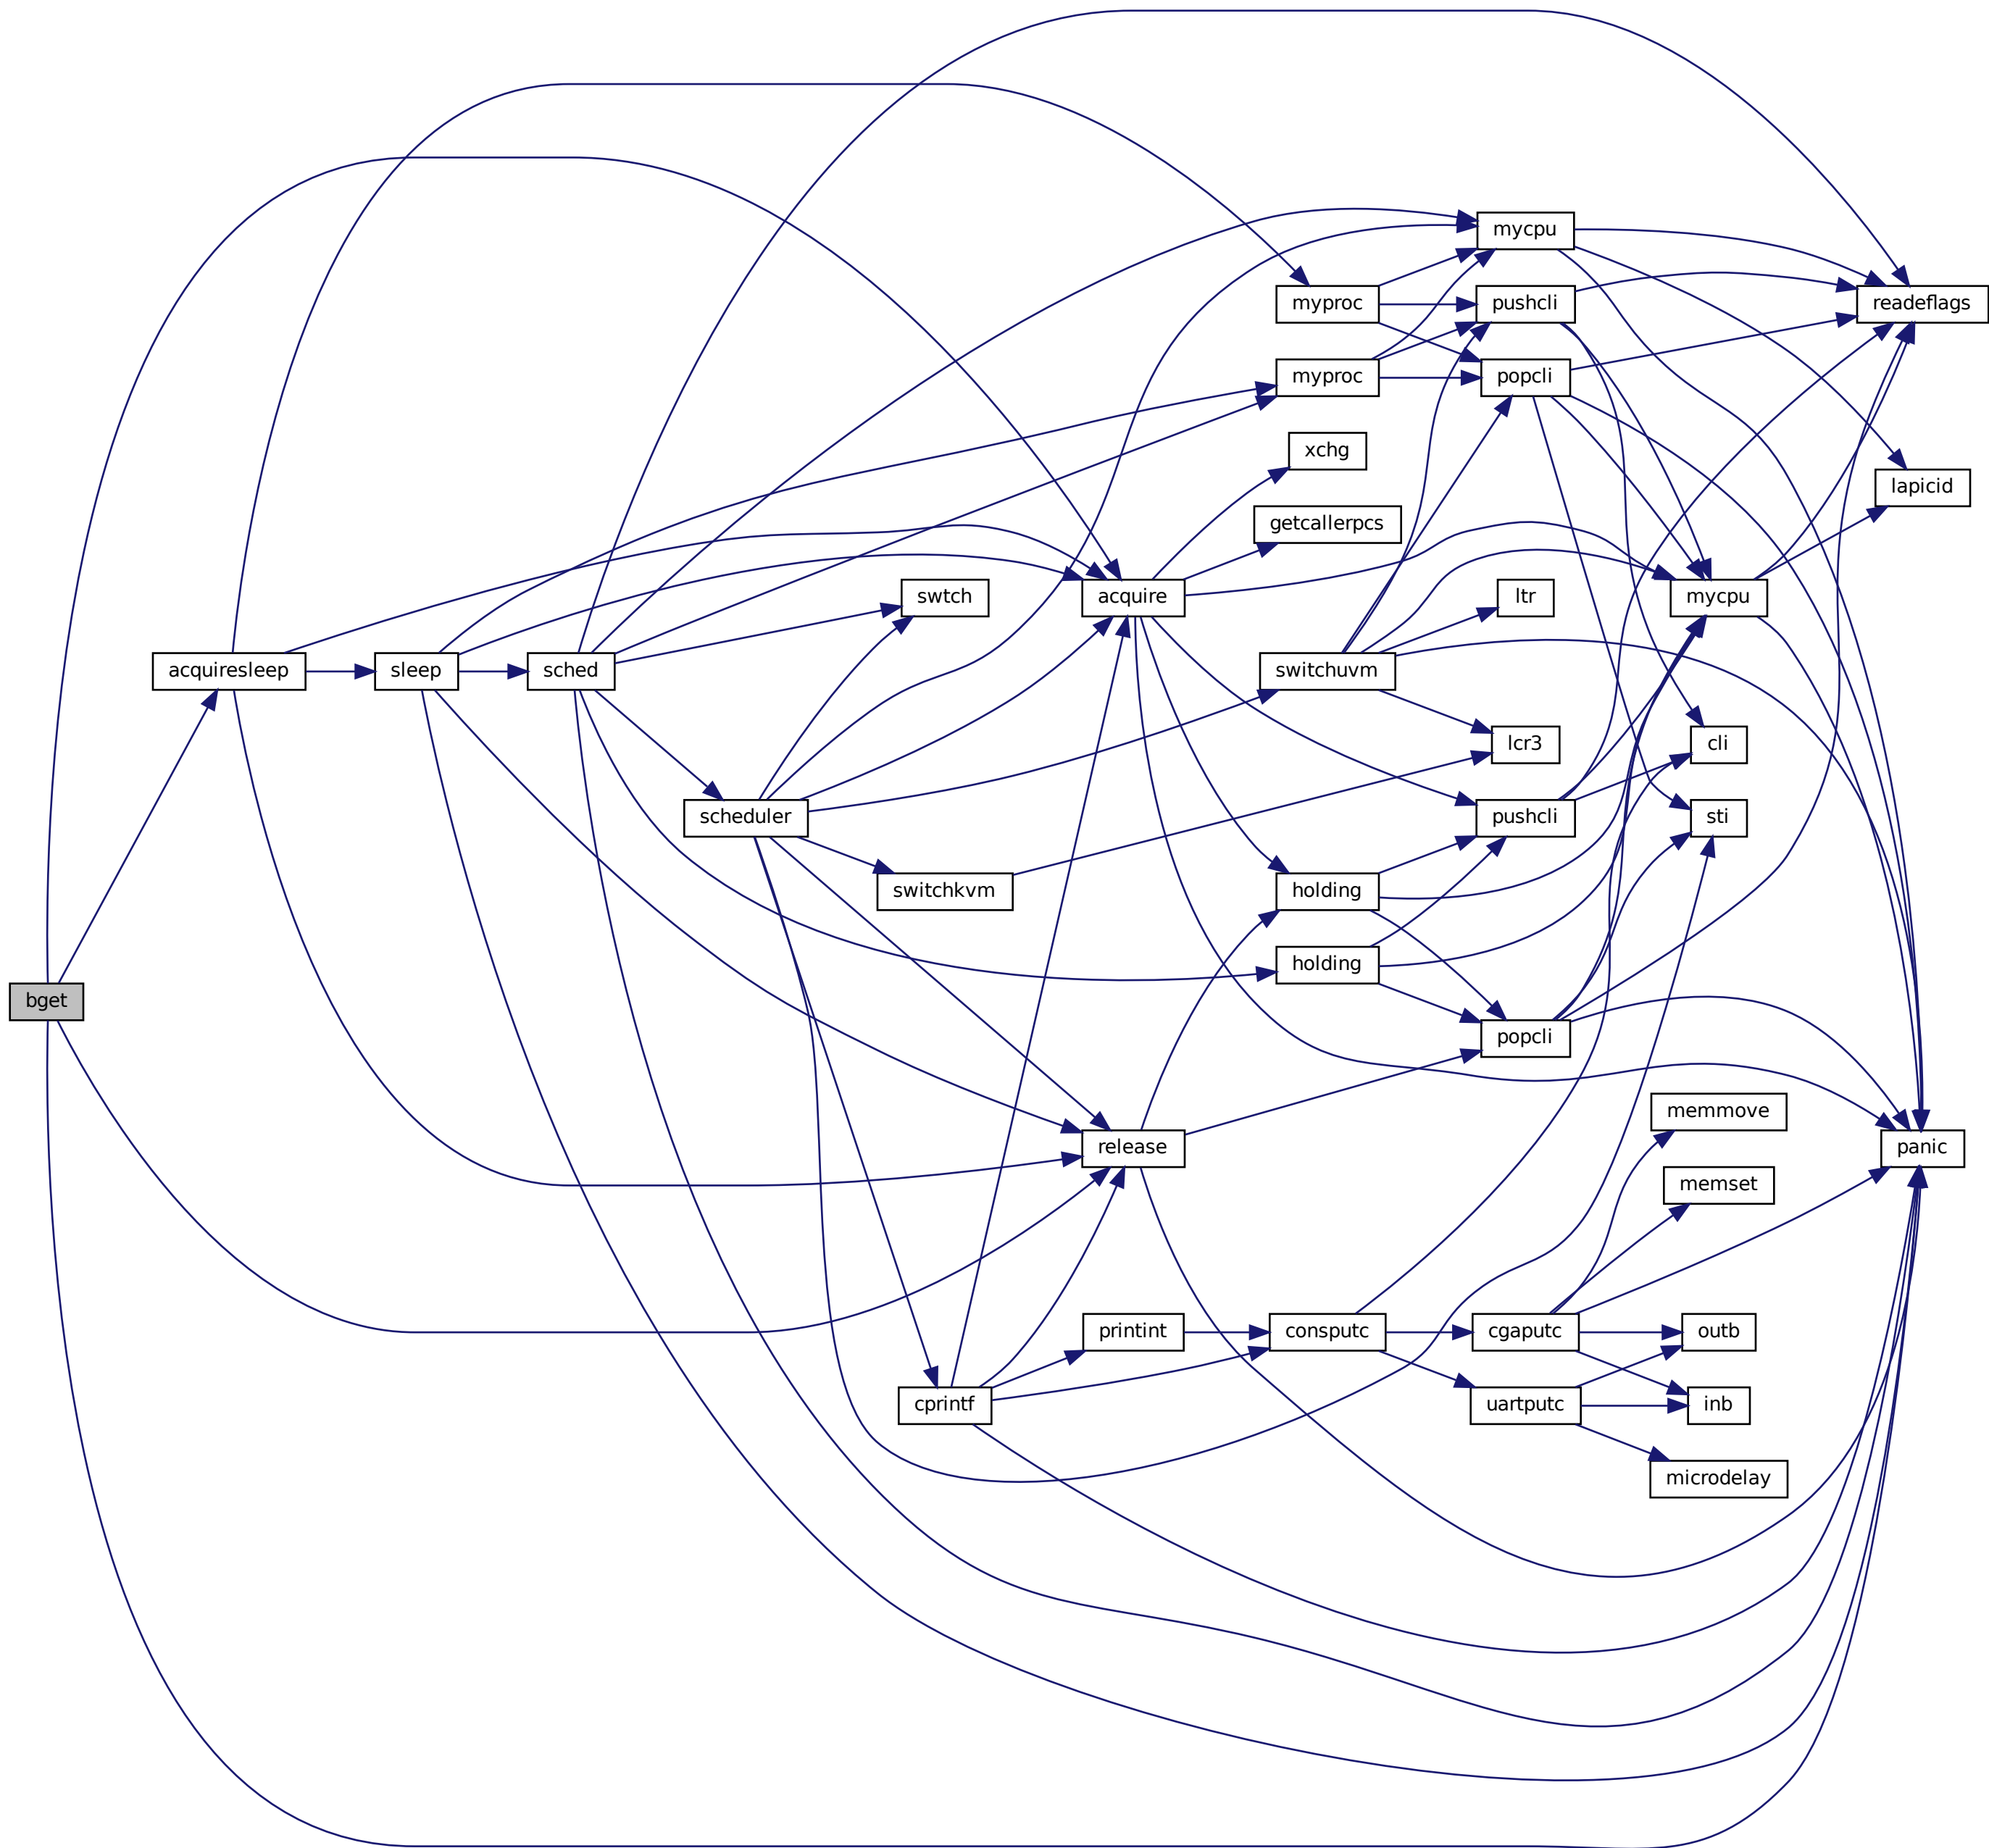 mycpu
myproc
pushcli
readeflags
myproc
popcli
xchg
lapicid
getcallerpcs
swtch
acquire
ltr
mycpu
acquiresleep
sleep
sched
switchuvm
lcr3
cli
scheduler
pushcli
sti
switchkvm
holding
holding
bget
popcli
memmove
release
panic
memset
printint
consputc
cgaputc
outb
cprintf
uartputc
inb
microdelay